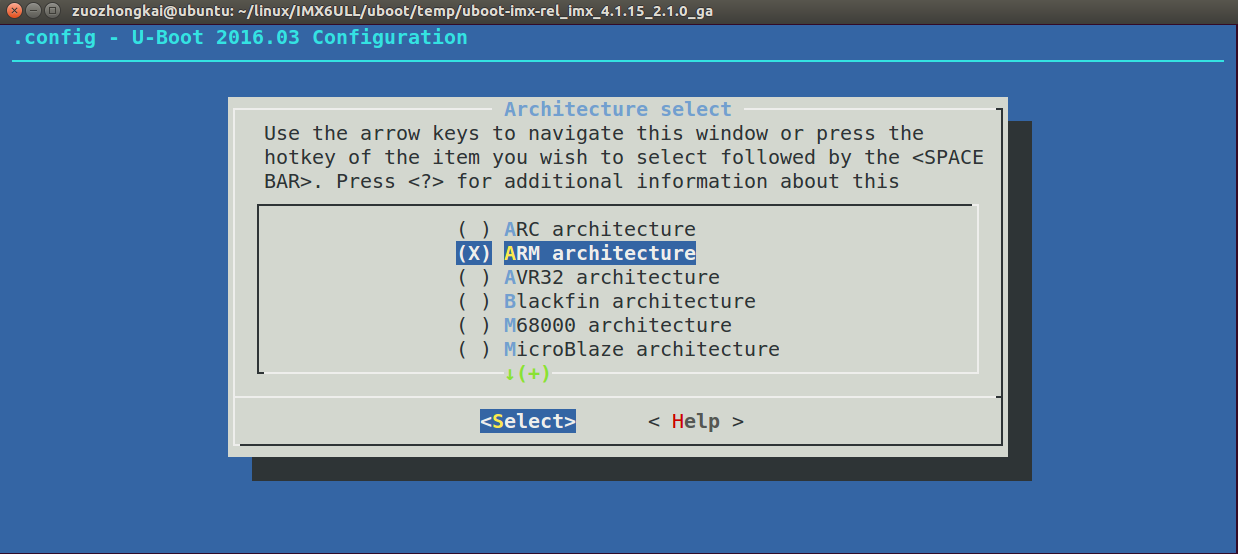 zuozhongkai@ubuntu: ~/linux/IMX6ULL/uboot/temp/uboot-imx-rel_imx_4.1.15_2.1.0_ga
.config - U-Boot 2016.03 Configuration
Architecture select
Use the arrow keys to navigate this window or press the
hotkey of the item you wish to select followed by the <SPACE
BAR>. Press <?> for additional information about this
( ) ARC architecture
(X) ARM architecture
( ) AVR32 architecture
( ) Blackfin architecture
( ) M68000 architecture
( ) MicroBlaze architecture
↓(+)
<Select> < Help >